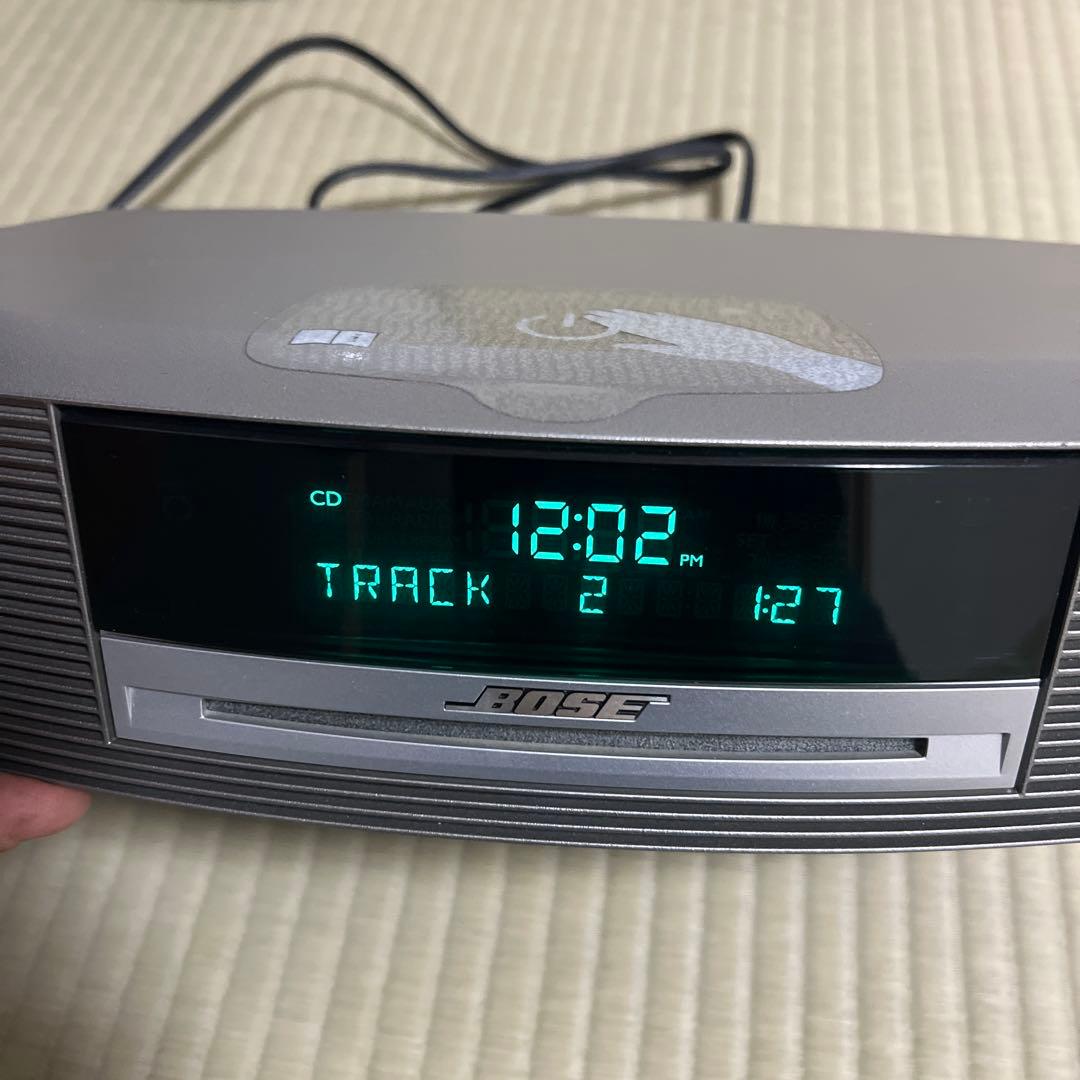 CD
12:02 PM
TRACK 2 1:27
BOSE